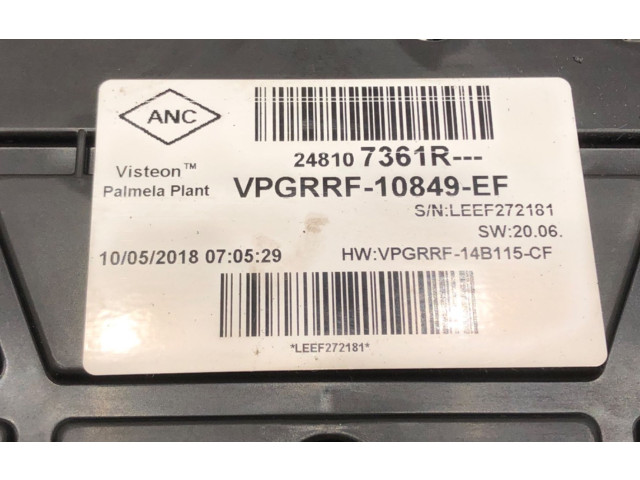 ANC
24810 7361R---
Visteon™
Palmela Plant
VPGRRF-10849-EF
S/N:LEEF272181
SW:20.06.
10/05/2018 07:05:29
HW:VPGRRF-14B115-CF
*LEEF272181*